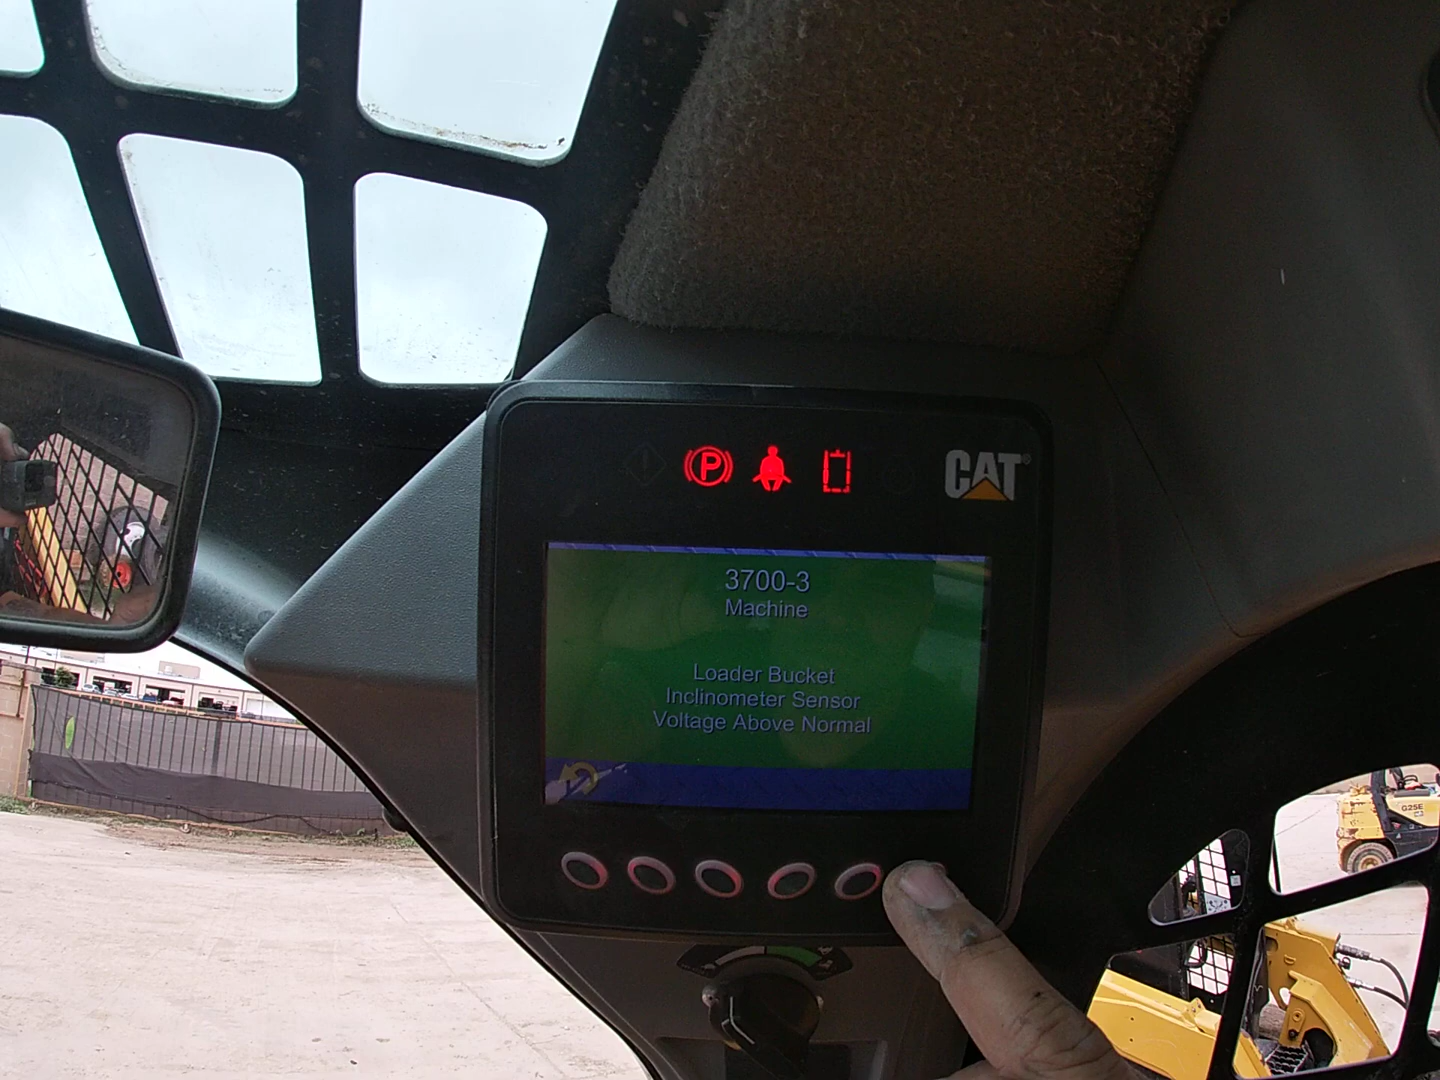 P
CAT
3700-3
Machine
Loader Bucket
Inclinometer Sensor
Voltage Above Normal
G25E